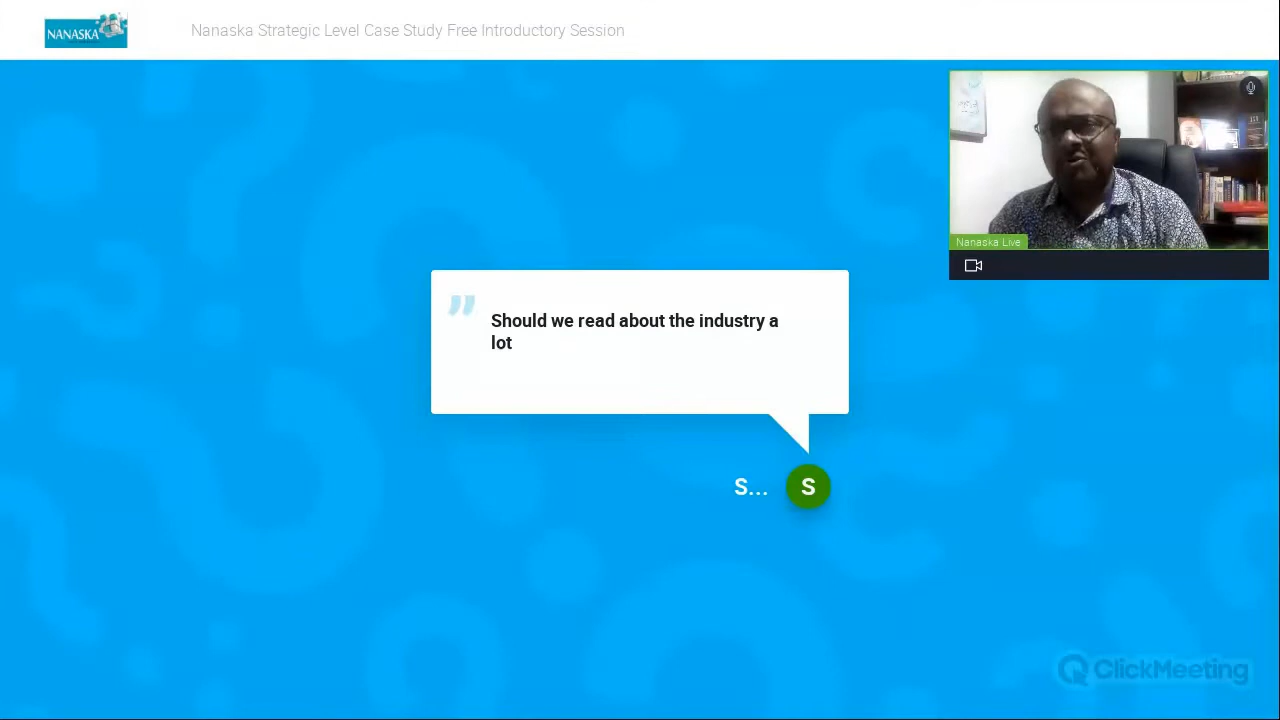 NANASKA
Nanaska Strategic Level Case Study Free Introductory Session
Nanaska Live
Should we read about the industry a
lot
S...
S
ClickMeeting